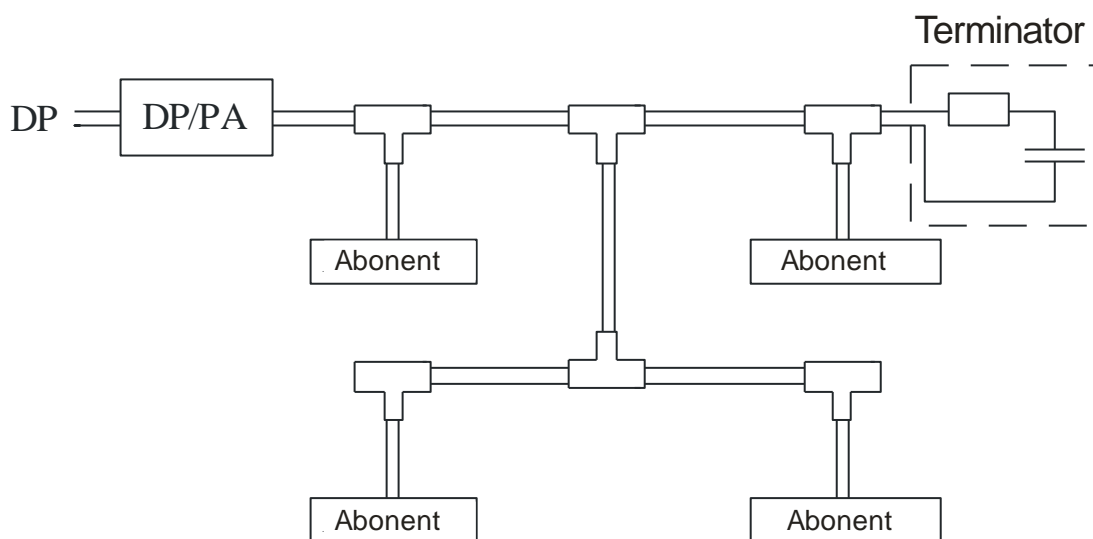 Terminator
DP
DP/PA
Abonent
Abonent
Abonent
Abonent